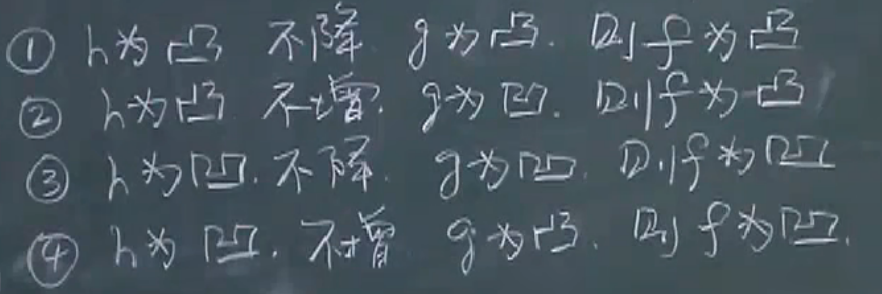 ① h为凸 不降. g为凸. 则f为凸
② h为凸 不增. g为凹. 则f为凸
③ h为凹. 不降. g为凹. 则f为凹
④ h为凹. 不增 g为凸. 则f为凹.